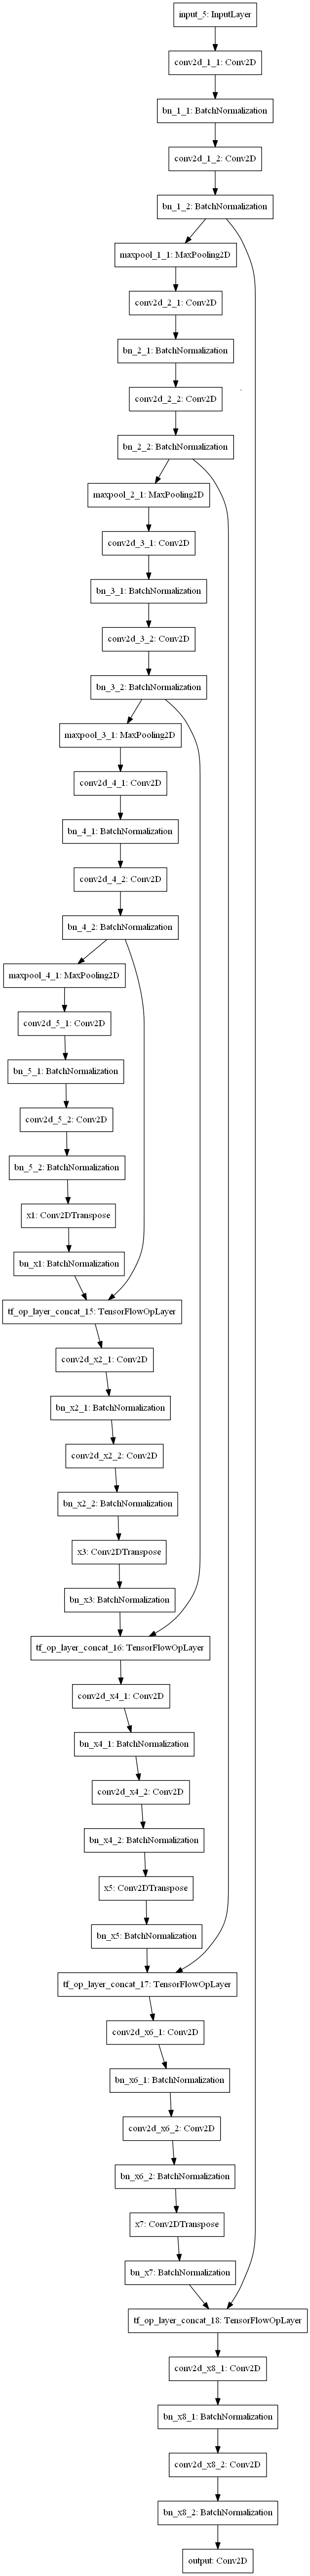 input_5: InputLayer
conv2d_1_1: Conv2D
bn_1_1: BatchNormalization
conv2d_1_2: Conv2D
bn_1_2: BatchNormalization
maxpool_1_1: MaxPooling2D
conv2d_2_1: Conv2D
bn_2_1: BatchNormalization
conv2d_2_2: Conv2D
bn_2_2: BatchNormalization
maxpool_2_1: MaxPooling2D
conv2d_3_1: Conv2D
bn_3_1: BatchNormalization
conv2d_3_2: Conv2D
bn_3_2: BatchNormalization
maxpool_3_1: MaxPooling2D
conv2d_4_1: Conv2D
bn_4_1: BatchNormalization
conv2d_4_2: Conv2D
bn_4_2: BatchNormalization
maxpool_4_1: MaxPooling2D
conv2d_5_1: Conv2D
bn_5_1: BatchNormalization
conv2d_5_2: Conv2D
bn_5_2: BatchNormalization
x1: Conv2DTranspose
bn_x1: BatchNormalization
tf_op_layer_concat_15: TensorFlowOpLayer
conv2d_x2_1: Conv2D
bn_x2_1: BatchNormalization
conv2d_x2_2: Conv2D
bn_x2_2: BatchNormalization
x3: Conv2DTranspose
bn_x3: BatchNormalization
tf_op_layer_concat_16: TensorFlowOpLayer
conv2d_x4_1: Conv2D
bn_x4_1: BatchNormalization
conv2d_x4_2: Conv2D
bn_x4_2: BatchNormalization
x5: Conv2DTranspose
bn_x5: BatchNormalization
tf_op_layer_concat_17: TensorFlowOpLayer
conv2d_x6_1: Conv2D
bn_x6_1: BatchNormalization
conv2d_x6_2: Conv2D
bn_x6_2: BatchNormalization
x7: Conv2DTranspose
bn_x7: BatchNormalization
tf_op_layer_concat_18: TensorFlowOpLayer
conv2d_x8_1: Conv2D
bn_x8_1: BatchNormalization
conv2d_x8_2: Conv2D
bn_x8_2: BatchNormalization
output: Conv2D